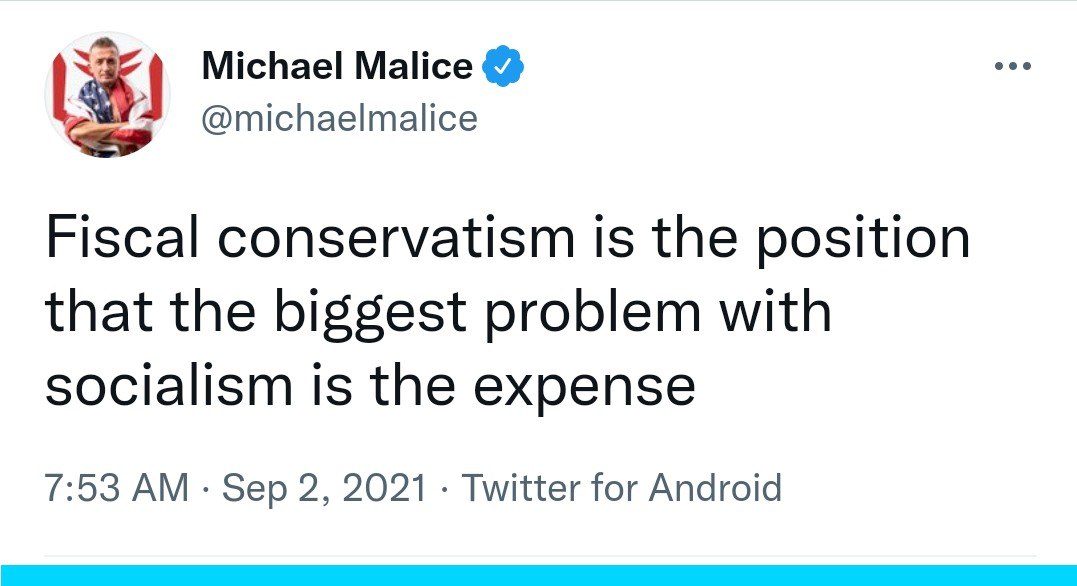 Michael Malice
@michaelmalice
Fiscal conservatism is the position
that the biggest problem with
socialism is the expense
7:53 AM · Sep 2, 2021 · Twitter for Android